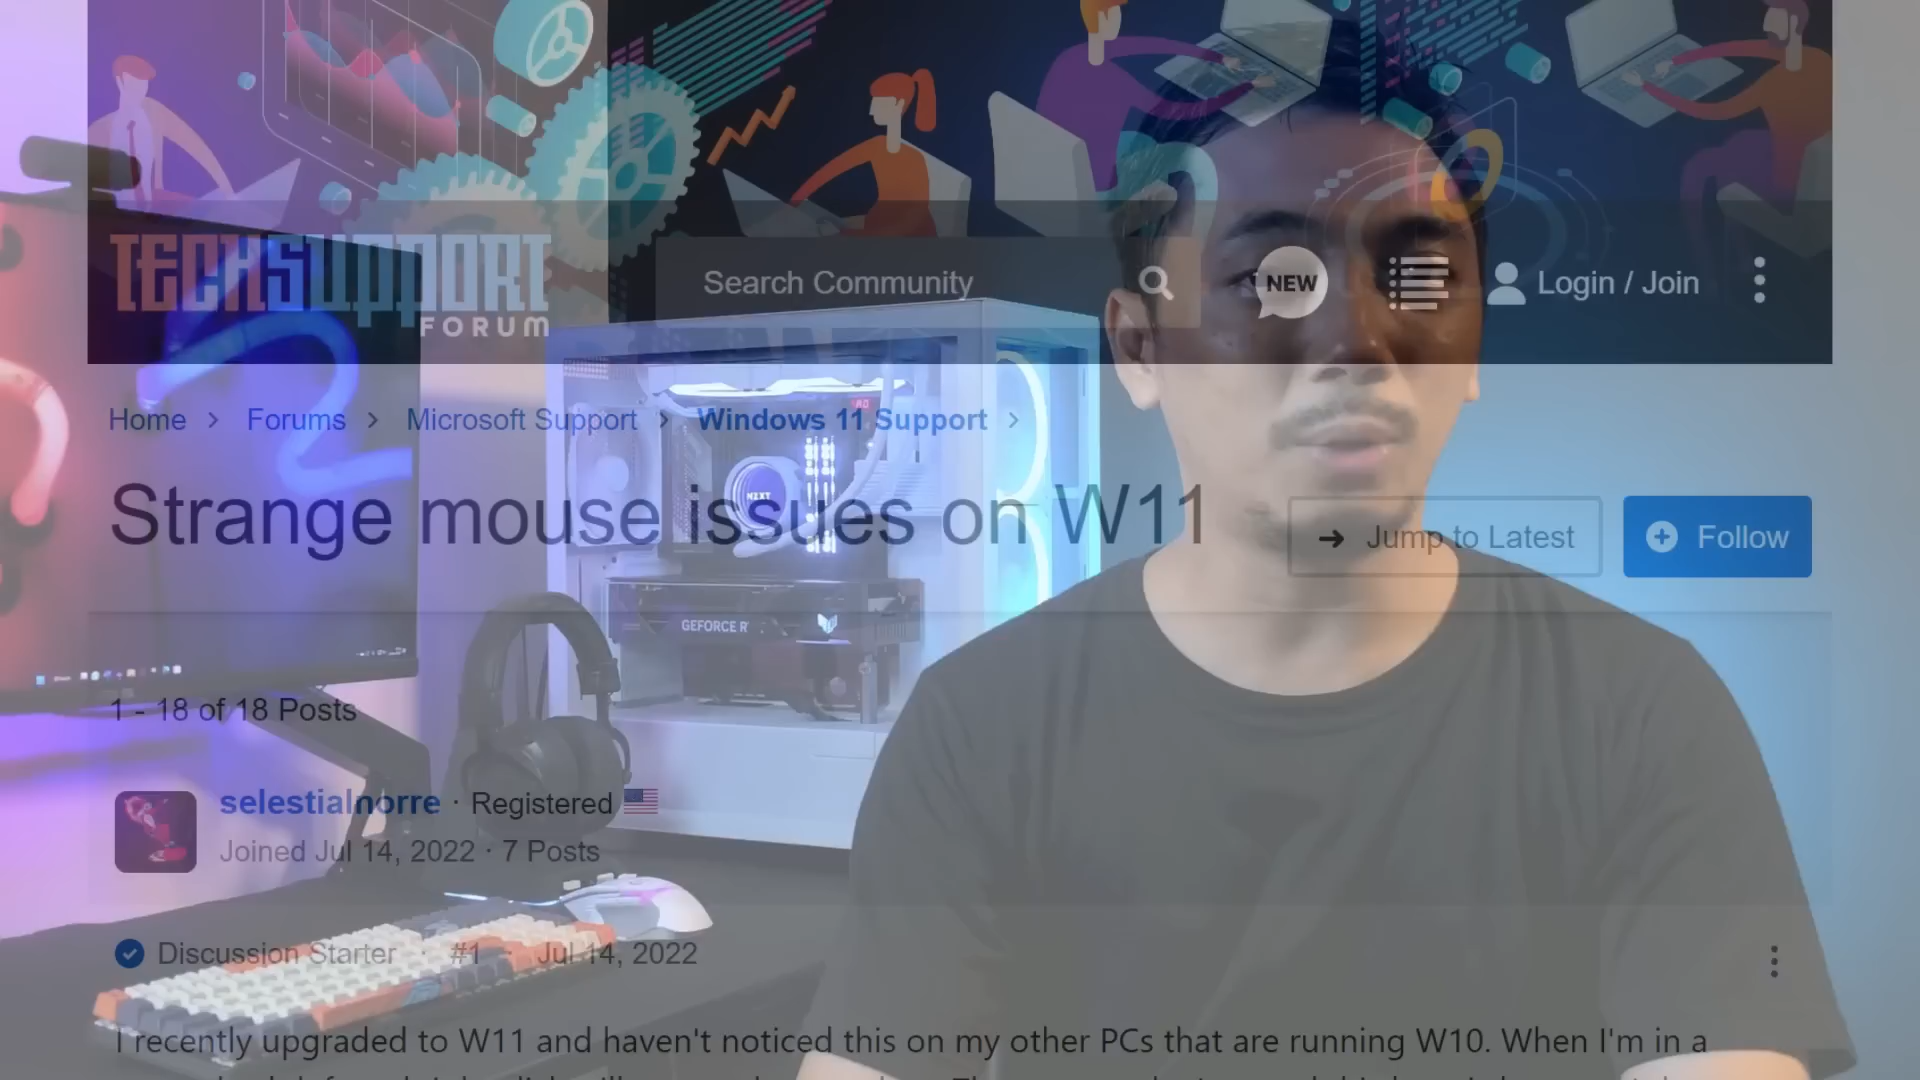 TECHSUPPORT
FORUM
Search Community
NEW
Login / Join
Home > Forums > Microsoft Support > Windows 11 Support >
Strange mouse issues on W11
Jump to Latest
Follow
NZXT
GEFORCE R
1 - 18 of 18 Posts
selestialnorre · Registered
Joined Jul 14, 2022 · 7 Posts
Discussion Starter · #1 · Jul 14, 2022
I recently upgraded to W11 and haven't noticed this on my other PCs that are running W10. When I'm in a